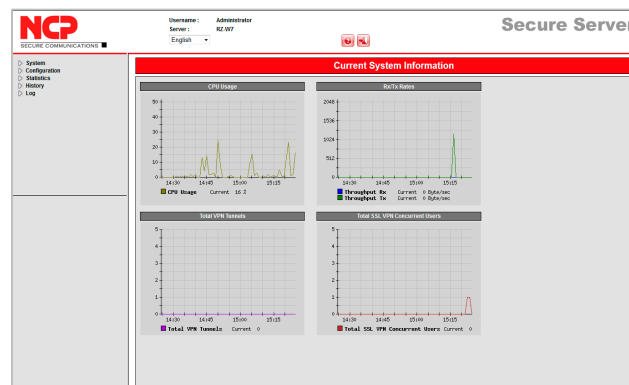 NCP
SECURE COMMUNICATIONS
Username : Administrator
Server : RZ-W7
English
Secure Server
System
Configuration
Statistics
History
Log
Current System Information
CPU Usage
50
40
30
20
10
0
14:30 14:45 15:00 15:15
CPU Usage Current 16 %
Rx/Tx Rates
2048
1536
1024
512
0
14:30 14:45 15:00 15:15
Throughput Rx Current 0 Byte/sec
Throughput Tx Current 0 Byte/sec
Total VPN Tunnels
5
4
3
2
1
0
14:30 14:45 15:00 15:15
Total VPN Tunnels Current 0
Total SSL VPN Concurrent Users
5
4
3
2
1
0
14:30 14:45 15:00 15:15
Total SSL VPN Concurrent Users Current 0